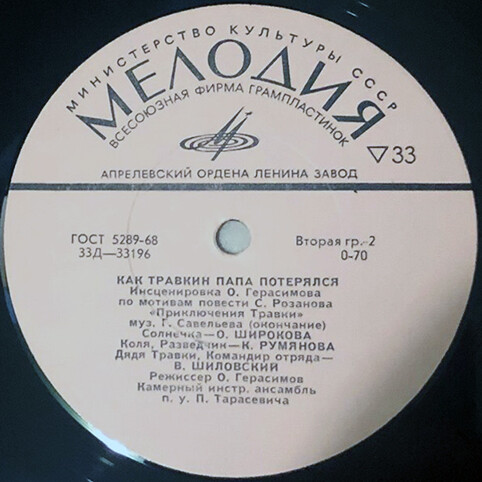 МИНИСТЕРСТВО КУЛЬТУРЫ СССР
МЕЛОДИЯ
ВСЕСОЮЗНАЯ ФИРМА ГРАМПЛАСТИНОК
▽33
АПРЕЛЕВСКИЙ ОРДЕНА ЛЕНИНА ЗАВОД
ГОСТ 5289-68
33Д—33196
Вторая гр.-2
0-70
КАК ТРАВКИН ПАПА ПОТЕРЯЛСЯ
Инсценировка О. Герасимова
по мотивам повести С. Розанова
«Приключения Травки»
муз. Г. Савельева (окончание)
Солнечка—О. ШИРОКОВА
Коля, Разведчик—К. РУМЯНОВА
Дядя Травки, Командир отряда—
В. ШИЛОВСКИЙ
Режиссер О. Герасимов
Камерный инстр. ансамбль
п. у. П. Тарасевича